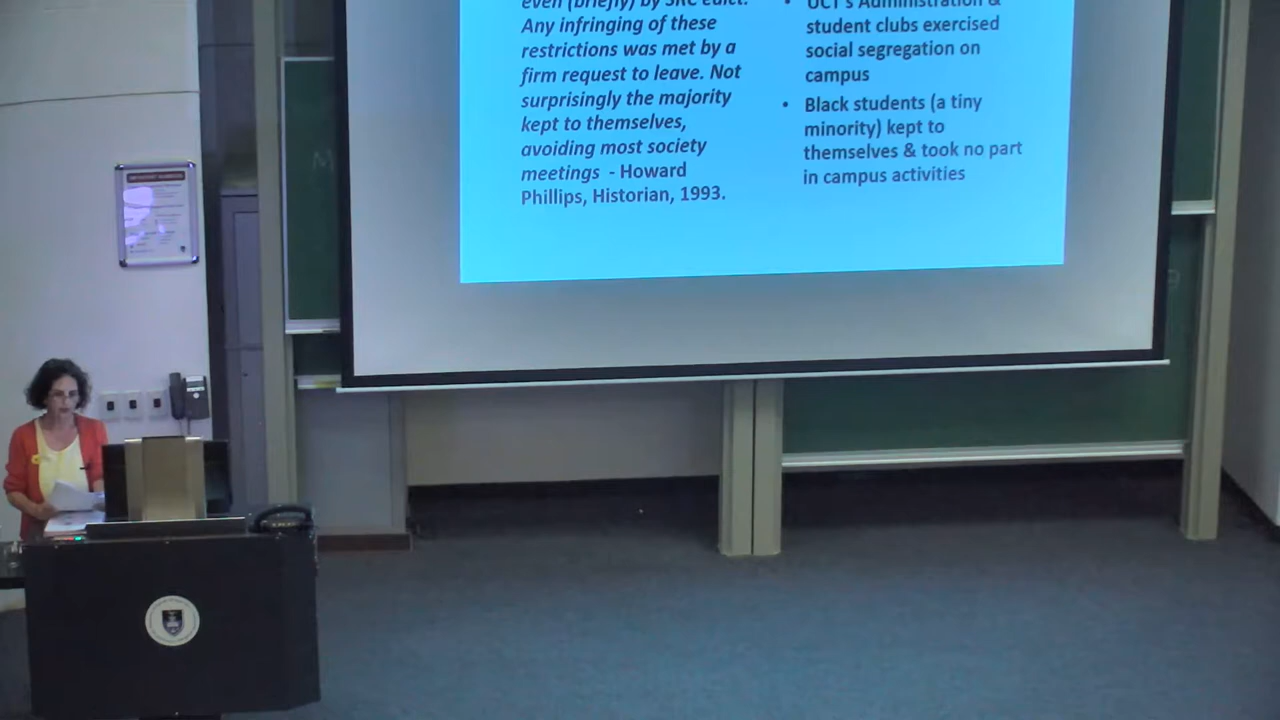 even (briefly) by SRC edict.
Any infringing of these
restrictions was met by a
firm request to leave. Not
surprisingly the majority
kept to themselves,
avoiding most society
meetings - Howard
Phillips, Historian, 1993.
• UCT's Administration &
student clubs exercised
social segregation on
campus
• Black students (a tiny
minority) kept to
themselves & took no part
in campus activities